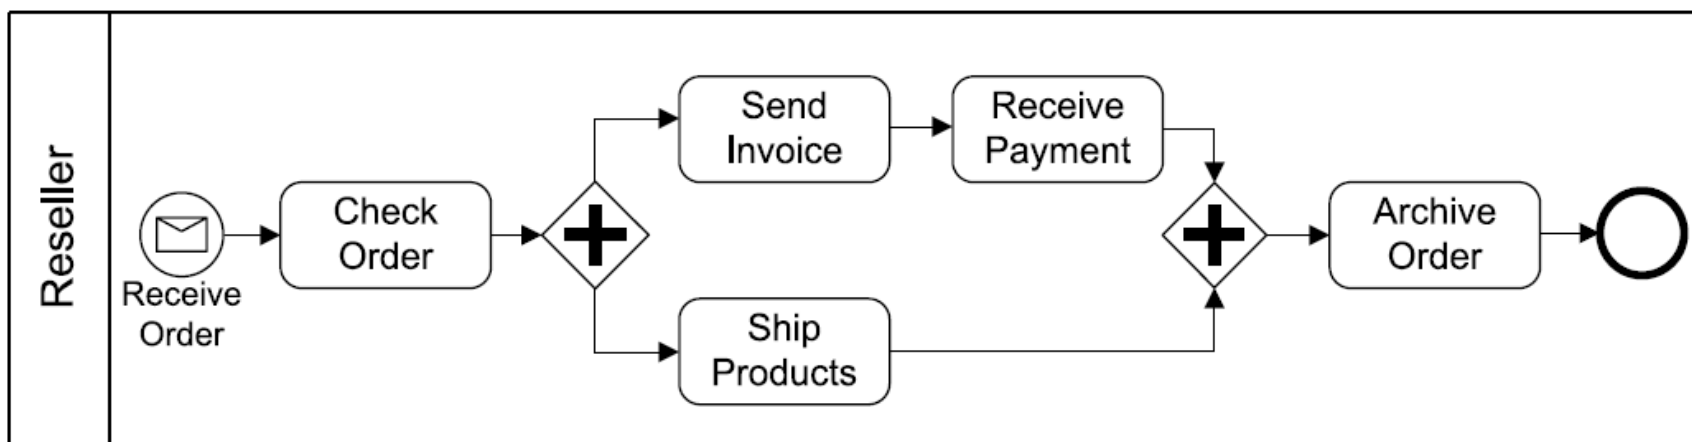 Reseller
Receive
Order
Check
Order
Send
Invoice
Receive
Payment
Ship
Products
Archive
Order